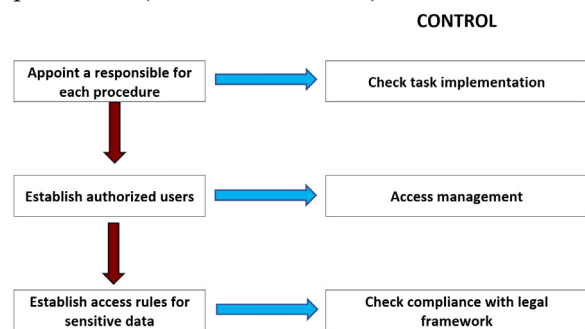 CONTROL
Appoint a responsible for
each procedure
Check task implementation
Establish authorized users
Access management
Establish access rules for
sensitive data
Check compliance with legal
framework